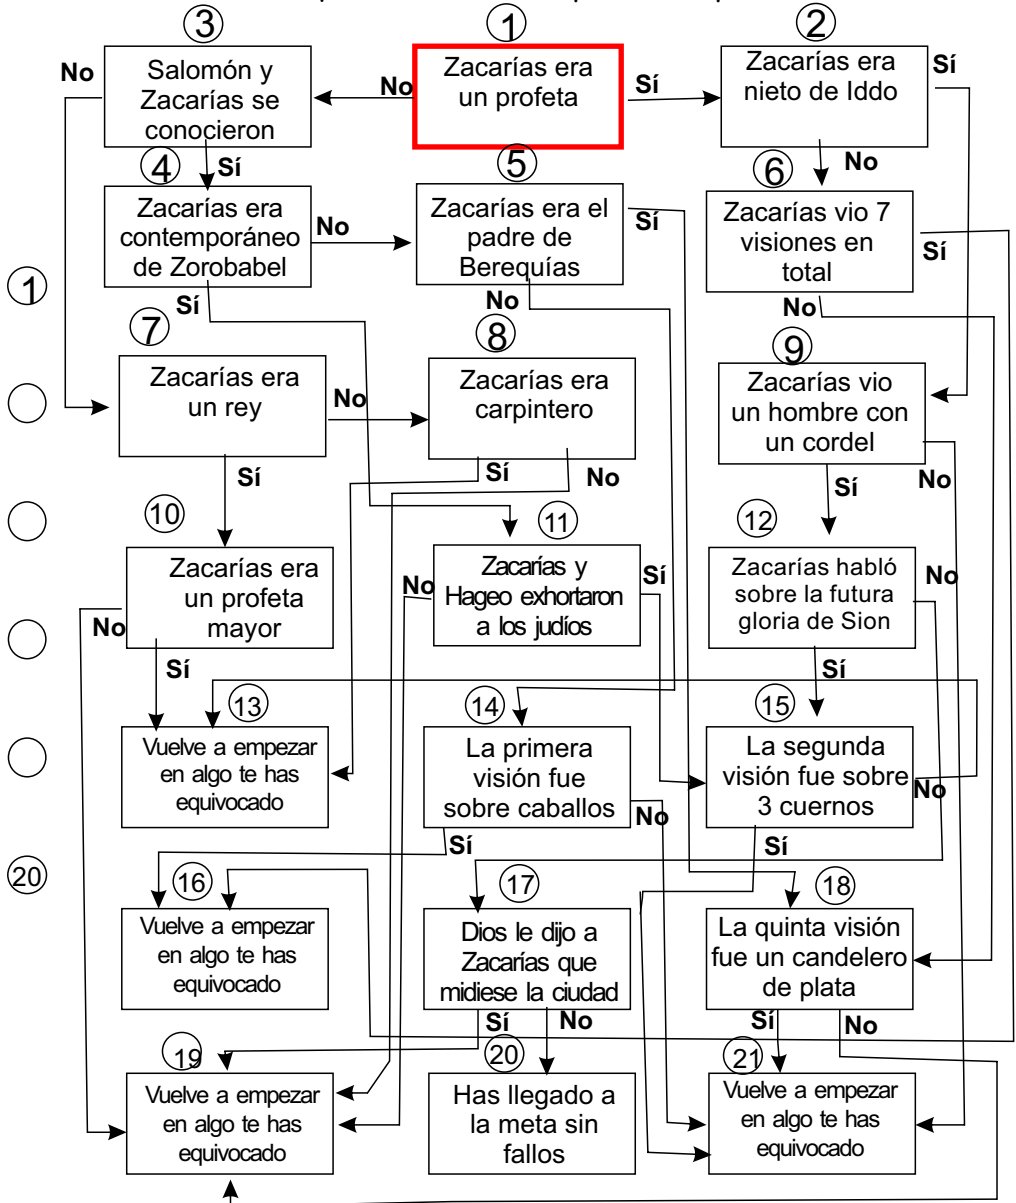 3
1
2
Salomón y
Zacarías se
conocieron
Zacarías era
un profeta
Zacarías era
nieto de Iddo
No
No
Sí
Sí
4
Sí
5
No
6
Zacarías era
contemporáneo
de Zorobabel
No
Zacarías era el
padre de
Berequías
Sí
Zacarías vio 7
visiones en
total
Sí
1
Sí
No
No
7
8
9
Zacarías era
un rey
No
Zacarías era
carpintero
Zacarías vio
un hombre con
un cordel
Sí
Sí
No
Sí
No
10
11
12
Zacarías era
un profeta
mayor
No
No
Zacarías y
Hageo exhortaron
a los judíos
Sí
Zacarías habló
sobre la futura
gloria de Sion
No
Sí
Sí
13
14
15
Vuelve a empezar
en algo te has
equivocado
La primera
visión fue
sobre caballos
No
La segunda
visión fue sobre
3 cuernos
No
Sí
Sí
20
16
17
18
Vuelve a empezar
en algo te has
equivocado
Dios le dijo a
Zacarías que
midiese la ciudad
La quinta visión
fue un candelero
de plata
Sí
No
Sí
No
19
20
21
Vuelve a empezar
en algo te has
equivocado
Has llegado a
la meta sin
fallos
Vuelve a empezar
en algo te has
equivocado